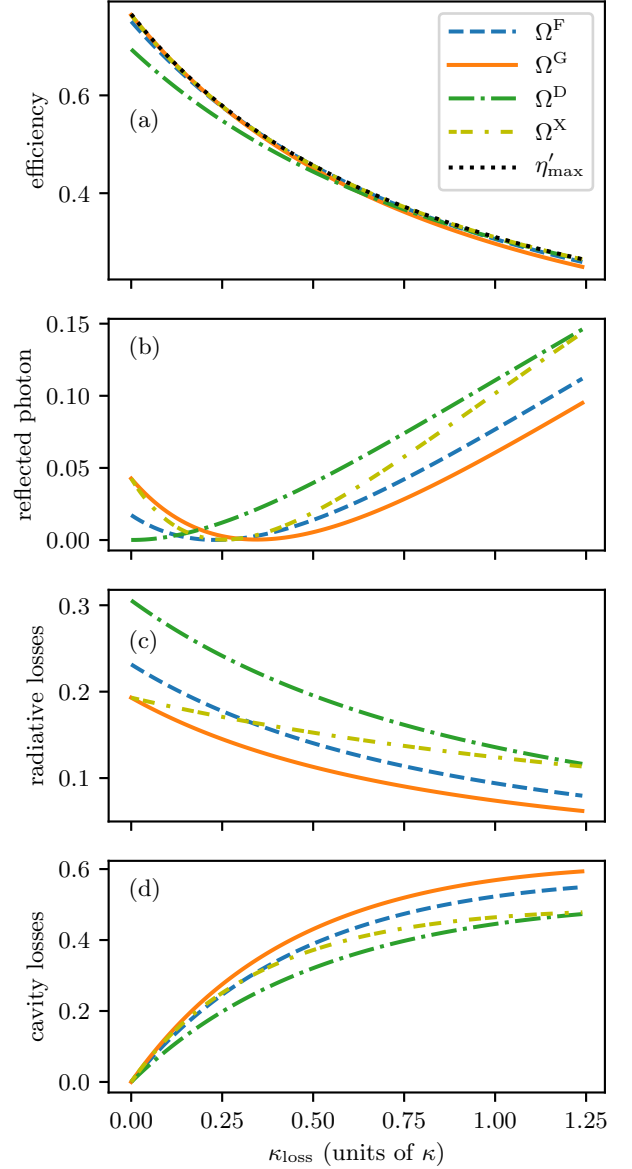 0.6
0.4
efficiency
(a)
Ω^F
Ω^G
Ω^D
Ω^X
η′_max
0.15
0.10
0.05
0.00
reflected photon
(b)
0.3
0.2
0.1
radiative losses
(c)
0.6
0.4
0.2
0.0
cavity losses
(d)
0.00 0.25 0.50 0.75 1.00 1.25
κ_loss (units of κ)